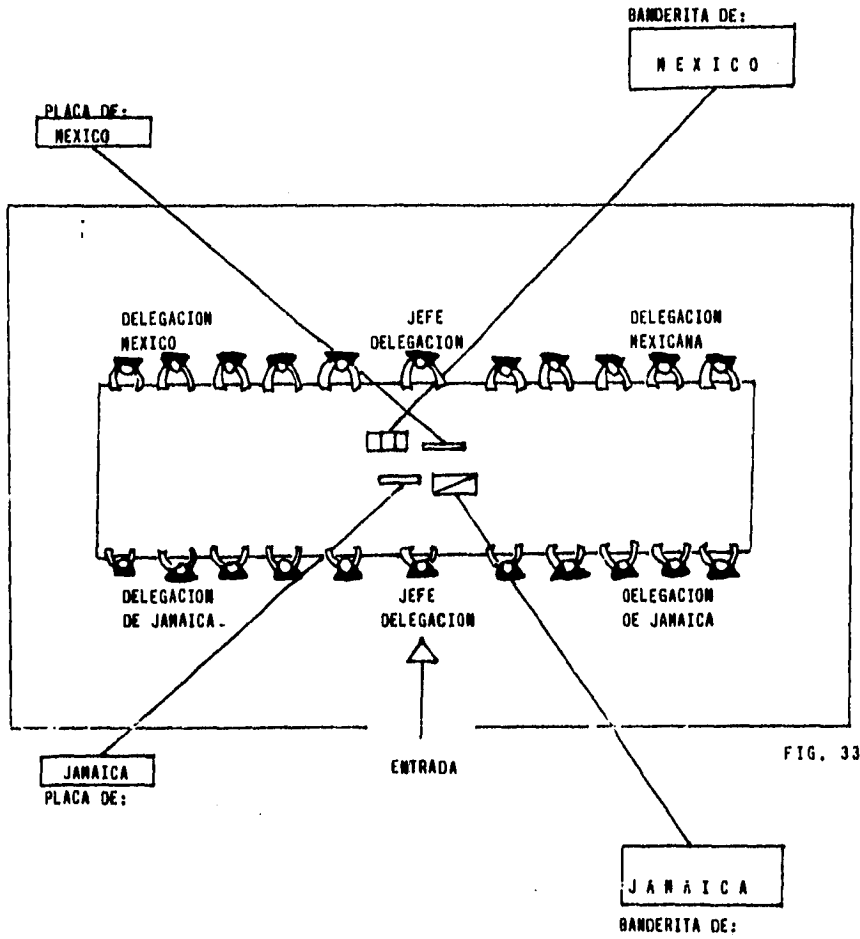 BANDERITA DE:
MEXICO
PLACA DE:
MEXICO
DELEGACION
MEXICO
JEFE
DELEGACION
DELEGACION
MEXICANA
DELEGACION
DE JAMAICA.
JEFE
DELEGACION
DELEGACION
DE JAMAICA
ENTRADA
FIG. 33
JAMAICA
PLACA DE:
JAMAICA
BANDERITA DE: